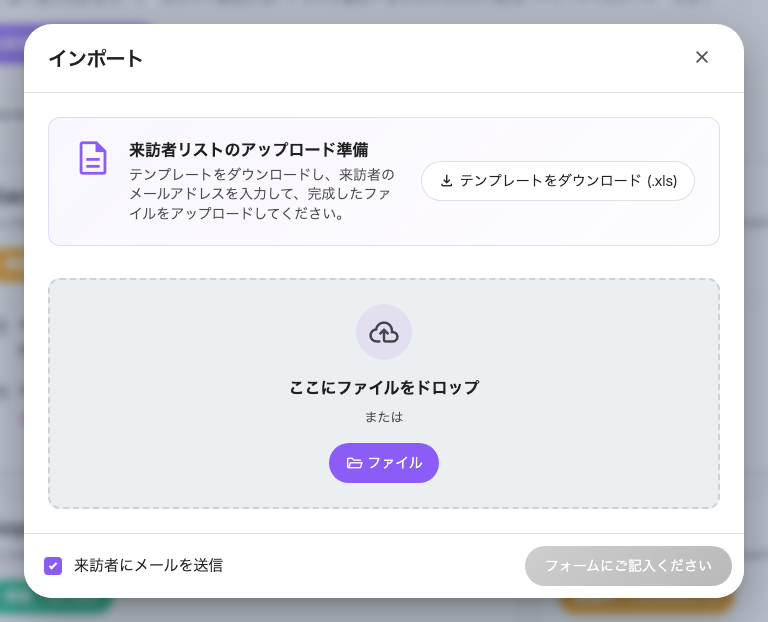 インポート
来訪者リストのアップロード準備
テンプレートをダウンロードし、来訪者の
メールアドレスを入力して、完成したファ
イルをアップロードしてください。
テンプレートをダウンロード (.xls)
ここにファイルをドロップ
または
ファイル
来訪者にメールを送信
フォームにご記入ください